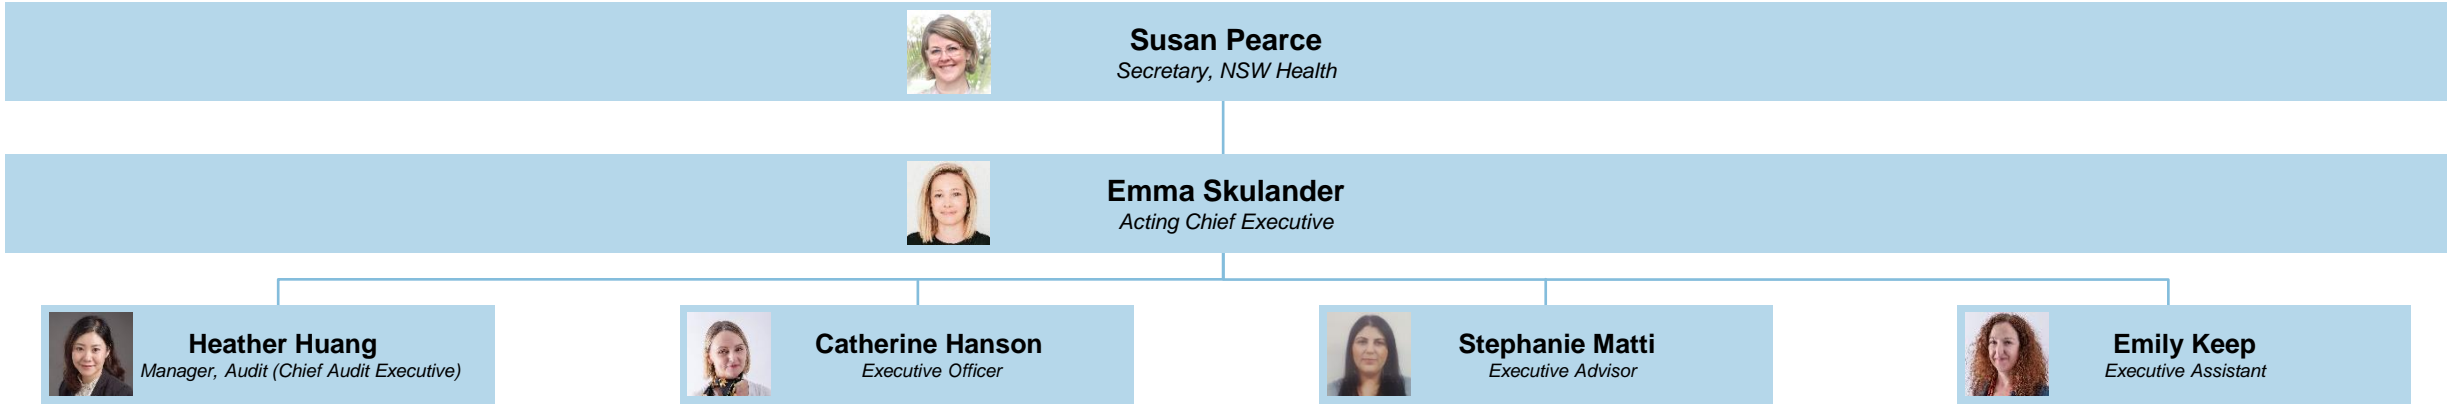 Susan Pearce
Secretary, NSW Health
Emma Skulander
Acting Chief Executive
Heather Huang
Manager, Audit (Chief Audit Executive)
Catherine Hanson
Executive Officer
Stephanie Matti
Executive Advisor
Emily Keep
Executive Assistant